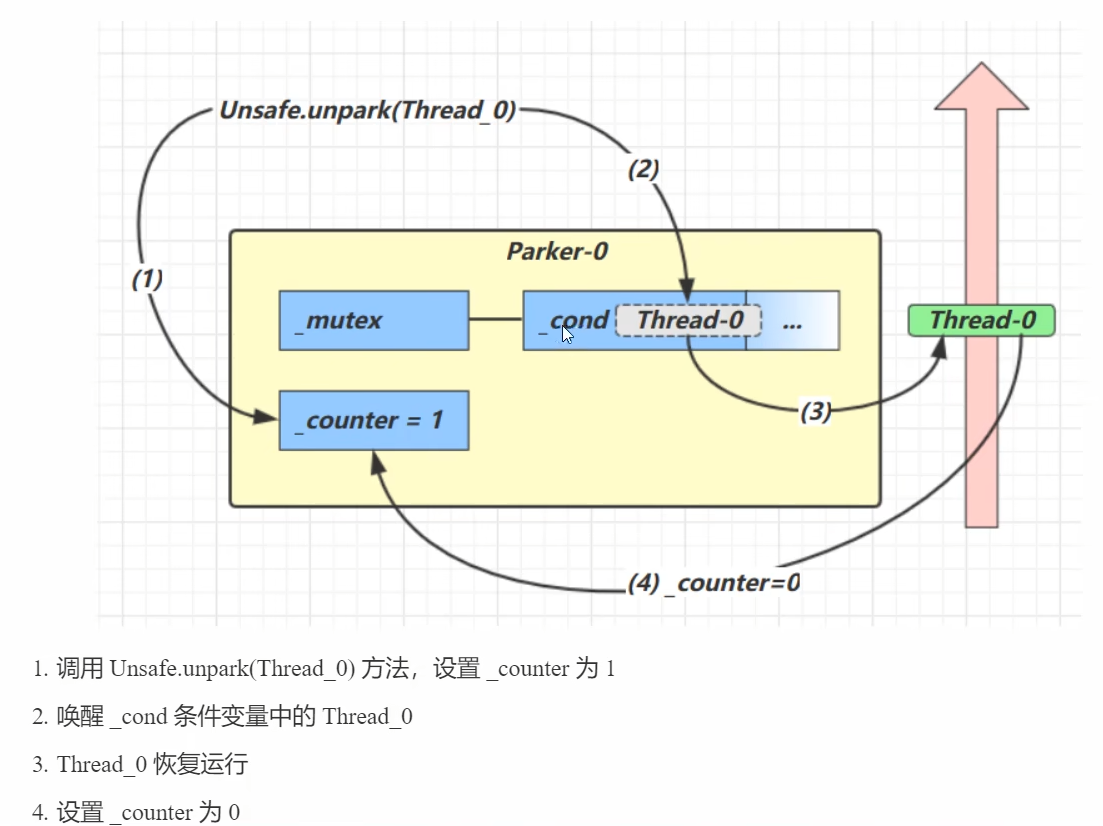 Unsafe.unpark(Thread_0)
(2)
Parker-0
(1)
_mutex
_cond
Thread-0
...
Thread-0
_counter = 1
(3)
(4) _counter=0
1. 调用 Unsafe.unpark(Thread_0) 方法，设置 _counter 为 1
2. 唤醒 _cond 条件变量中的 Thread_0
3. Thread_0 恢复运行
4. 设置 _counter 为 0